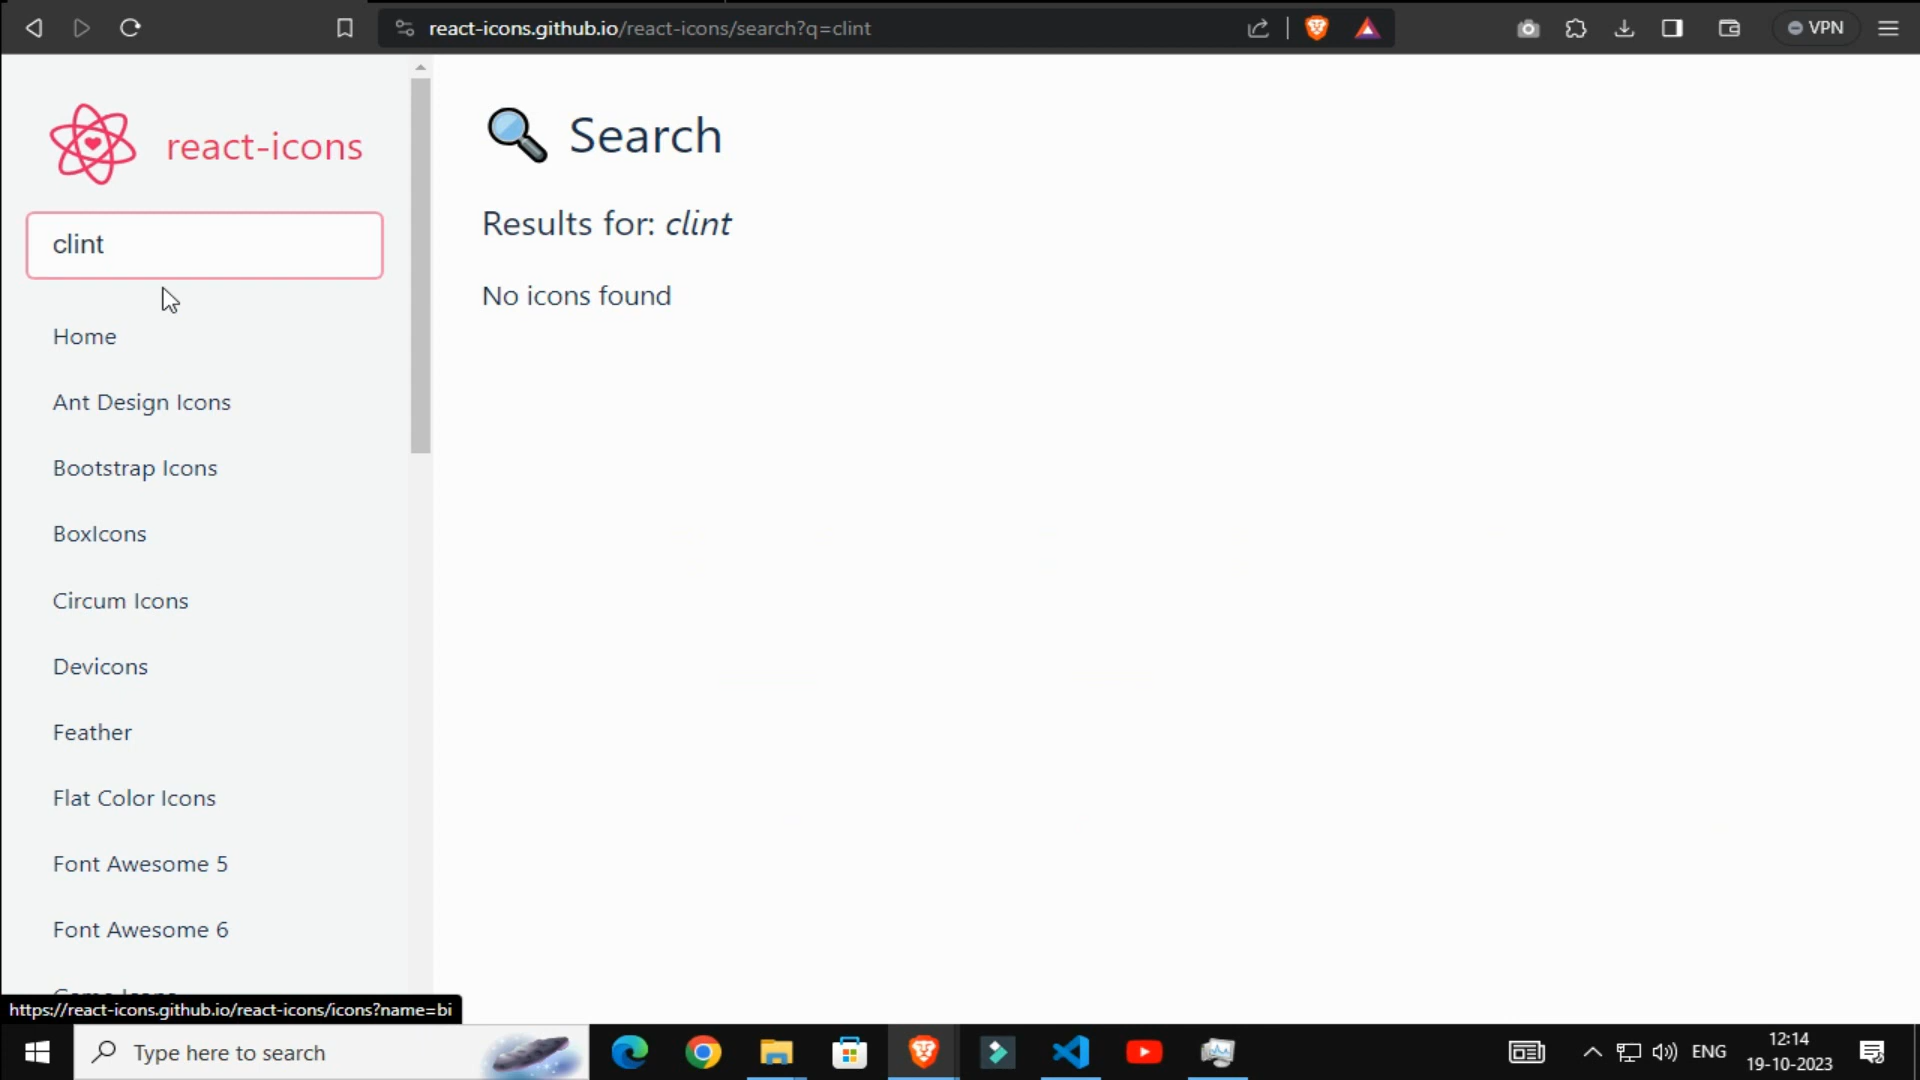 react-icons.github.io/react-icons/search?q=clint
VPN
react-icons
clint
Home
Ant Design Icons
Bootstrap Icons
BoxIcons
Circum Icons
Devicons
Feather
Flat Color Icons
Font Awesome 5
Font Awesome 6
Search
Results for: clint
No icons found
https://react-icons.github.io/react-icons/icons?name=bi
Type here to search
ENG
12:14
19-10-2023